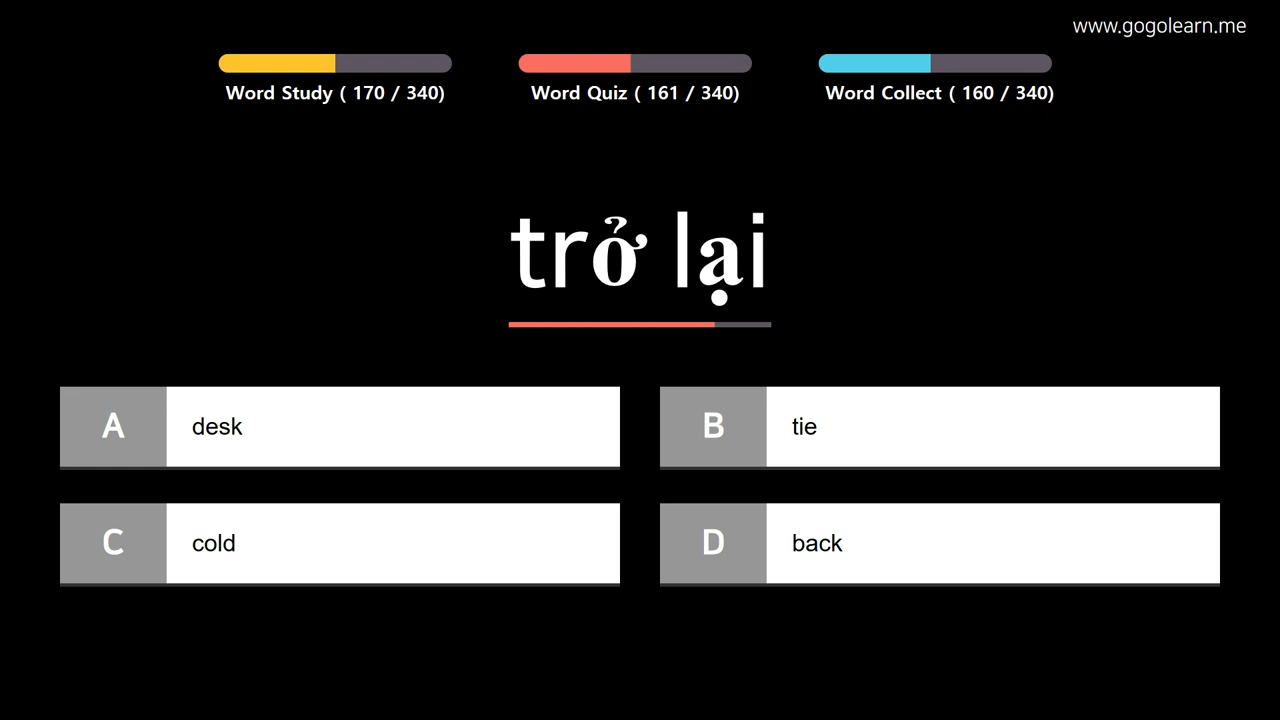 www.gogolearn.me
Word Study ( 170 / 340)
Word Quiz ( 161 / 340)
Word Collect ( 160 / 340)
trở lại
A
desk
B
tie
C
cold
D
back